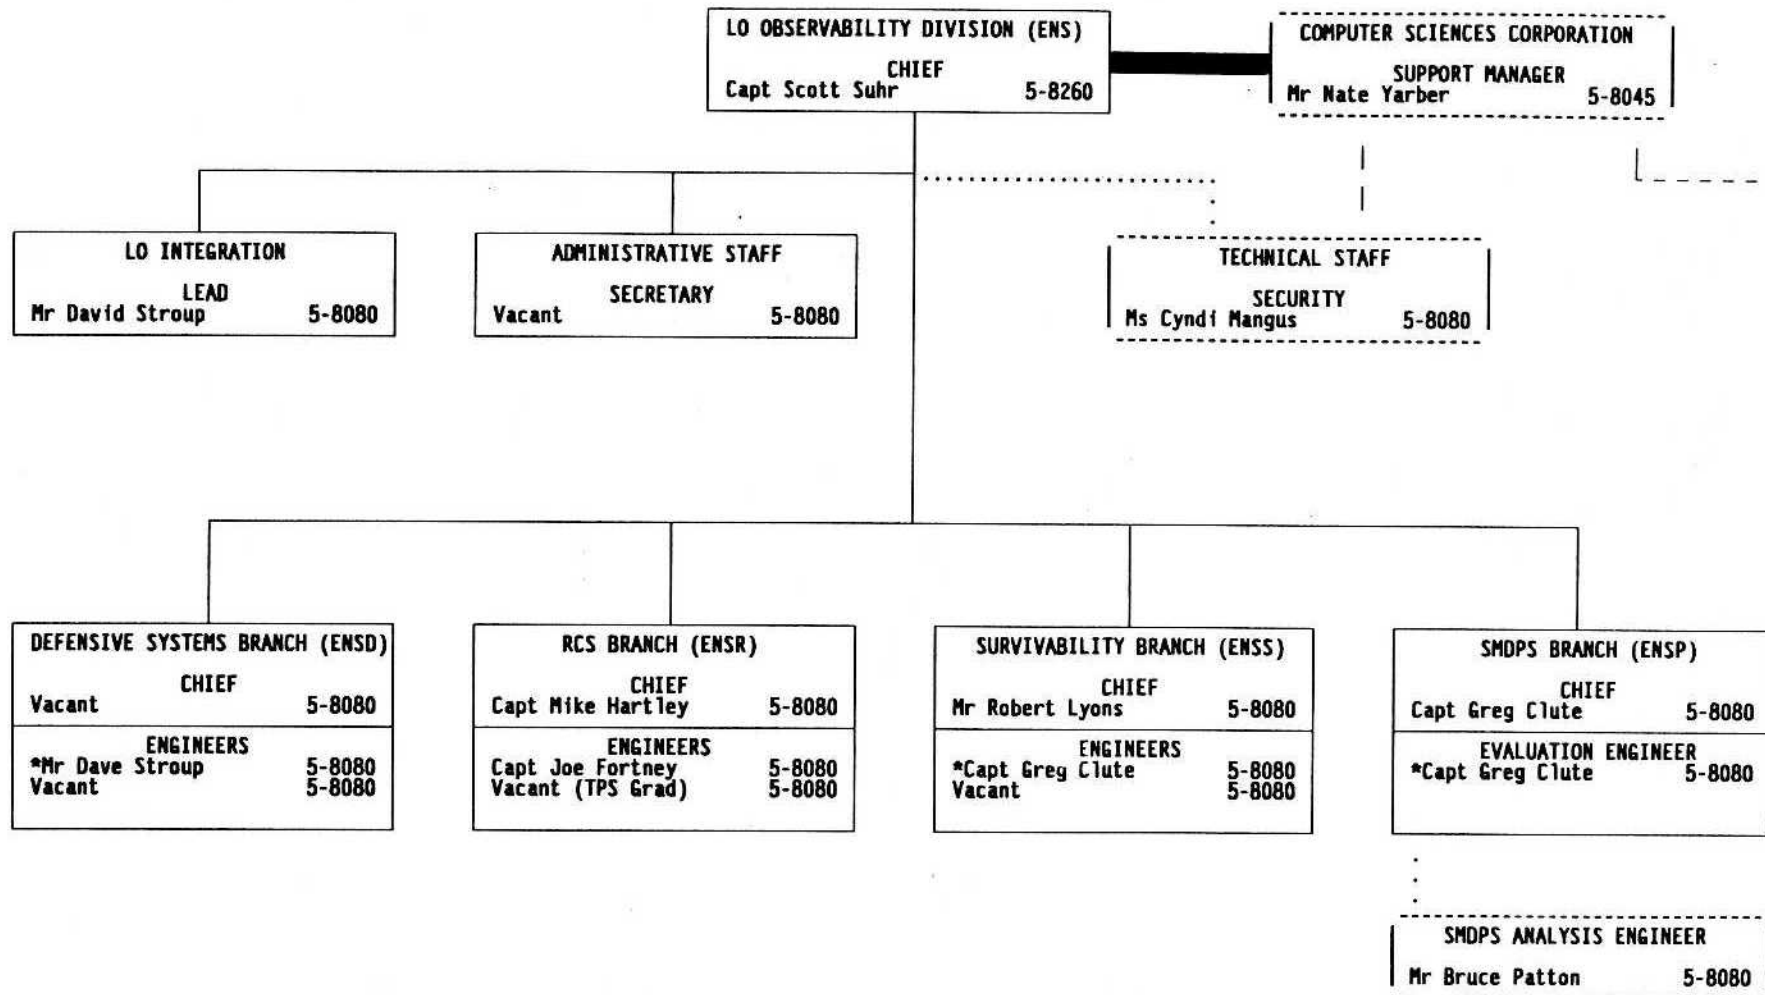 LO OBSERVABILITY DIVISION (ENS)
CHIEF
Capt Scott Suhr 5-8260
COMPUTER SCIENCES CORPORATION
SUPPORT MANAGER
Mr Nate Yarber 5-8045
LO INTEGRATION
LEAD
Mr David Stroup 5-8080
ADMINISTRATIVE STAFF
SECRETARY
Vacant 5-8080
TECHNICAL STAFF
SECURITY
Ms Cyndi Mangus 5-8080
DEFENSIVE SYSTEMS BRANCH (ENSD)
CHIEF
Vacant 5-8080
ENGINEERS
*Mr Dave Stroup 5-8080
Vacant 5-8080
RCS BRANCH (ENSR)
CHIEF
Capt Mike Hartley 5-8080
ENGINEERS
Capt Joe Fortney 5-8080
Vacant (TPS Grad) 5-8080
SURVIVABILITY BRANCH (ENSS)
CHIEF
Mr Robert Lyons 5-8080
ENGINEERS
*Capt Greg Clute 5-8080
Vacant 5-8080
SMDPS BRANCH (ENSP)
CHIEF
Capt Greg Clute 5-8080
EVALUATION ENGINEER
*Capt Greg Clute 5-8080
SMDPS ANALYSIS ENGINEER
Mr Bruce Patton 5-8080